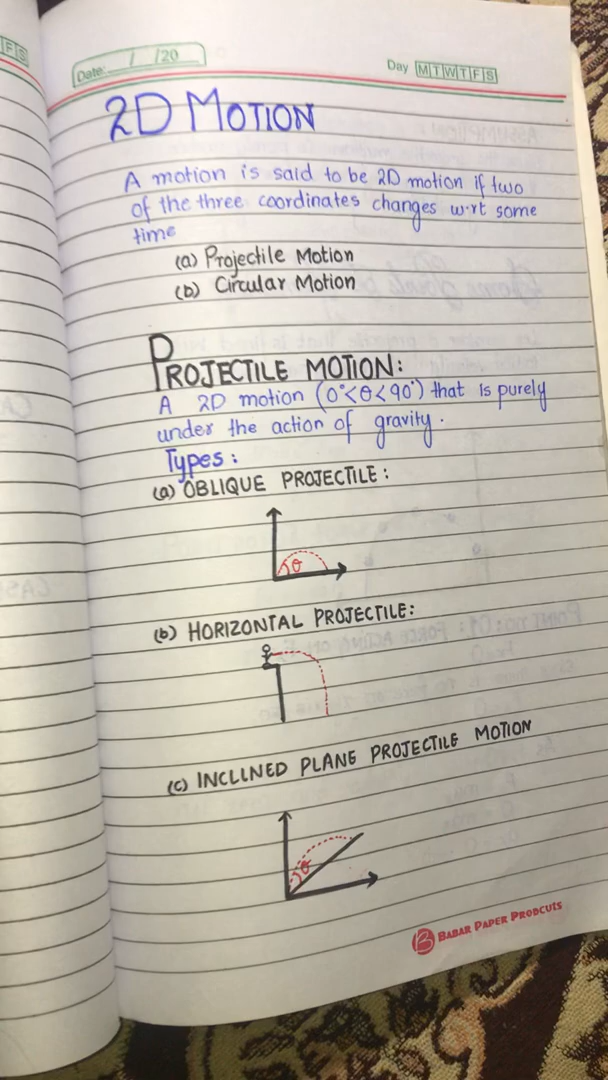 FS
Date: / /20
Day M T W T F S
2D MOTION
A motion is said to be 2D motion if two
of the three coordinates changes w.r.t some
time
(a) Projectile Motion
(b) Circular Motion
PROJECTILE MOTION:
A 2D motion (0°<θ<90°) that is purely
under the action of gravity.
Types:
(a) OBLIQUE PROJECTILE:
θ
(b) HORIZONTAL PROJECTILE:
(c) INCLINED PLANE PROJECTILE MOTION
θ
B BABAR PAPER PRODCUTS